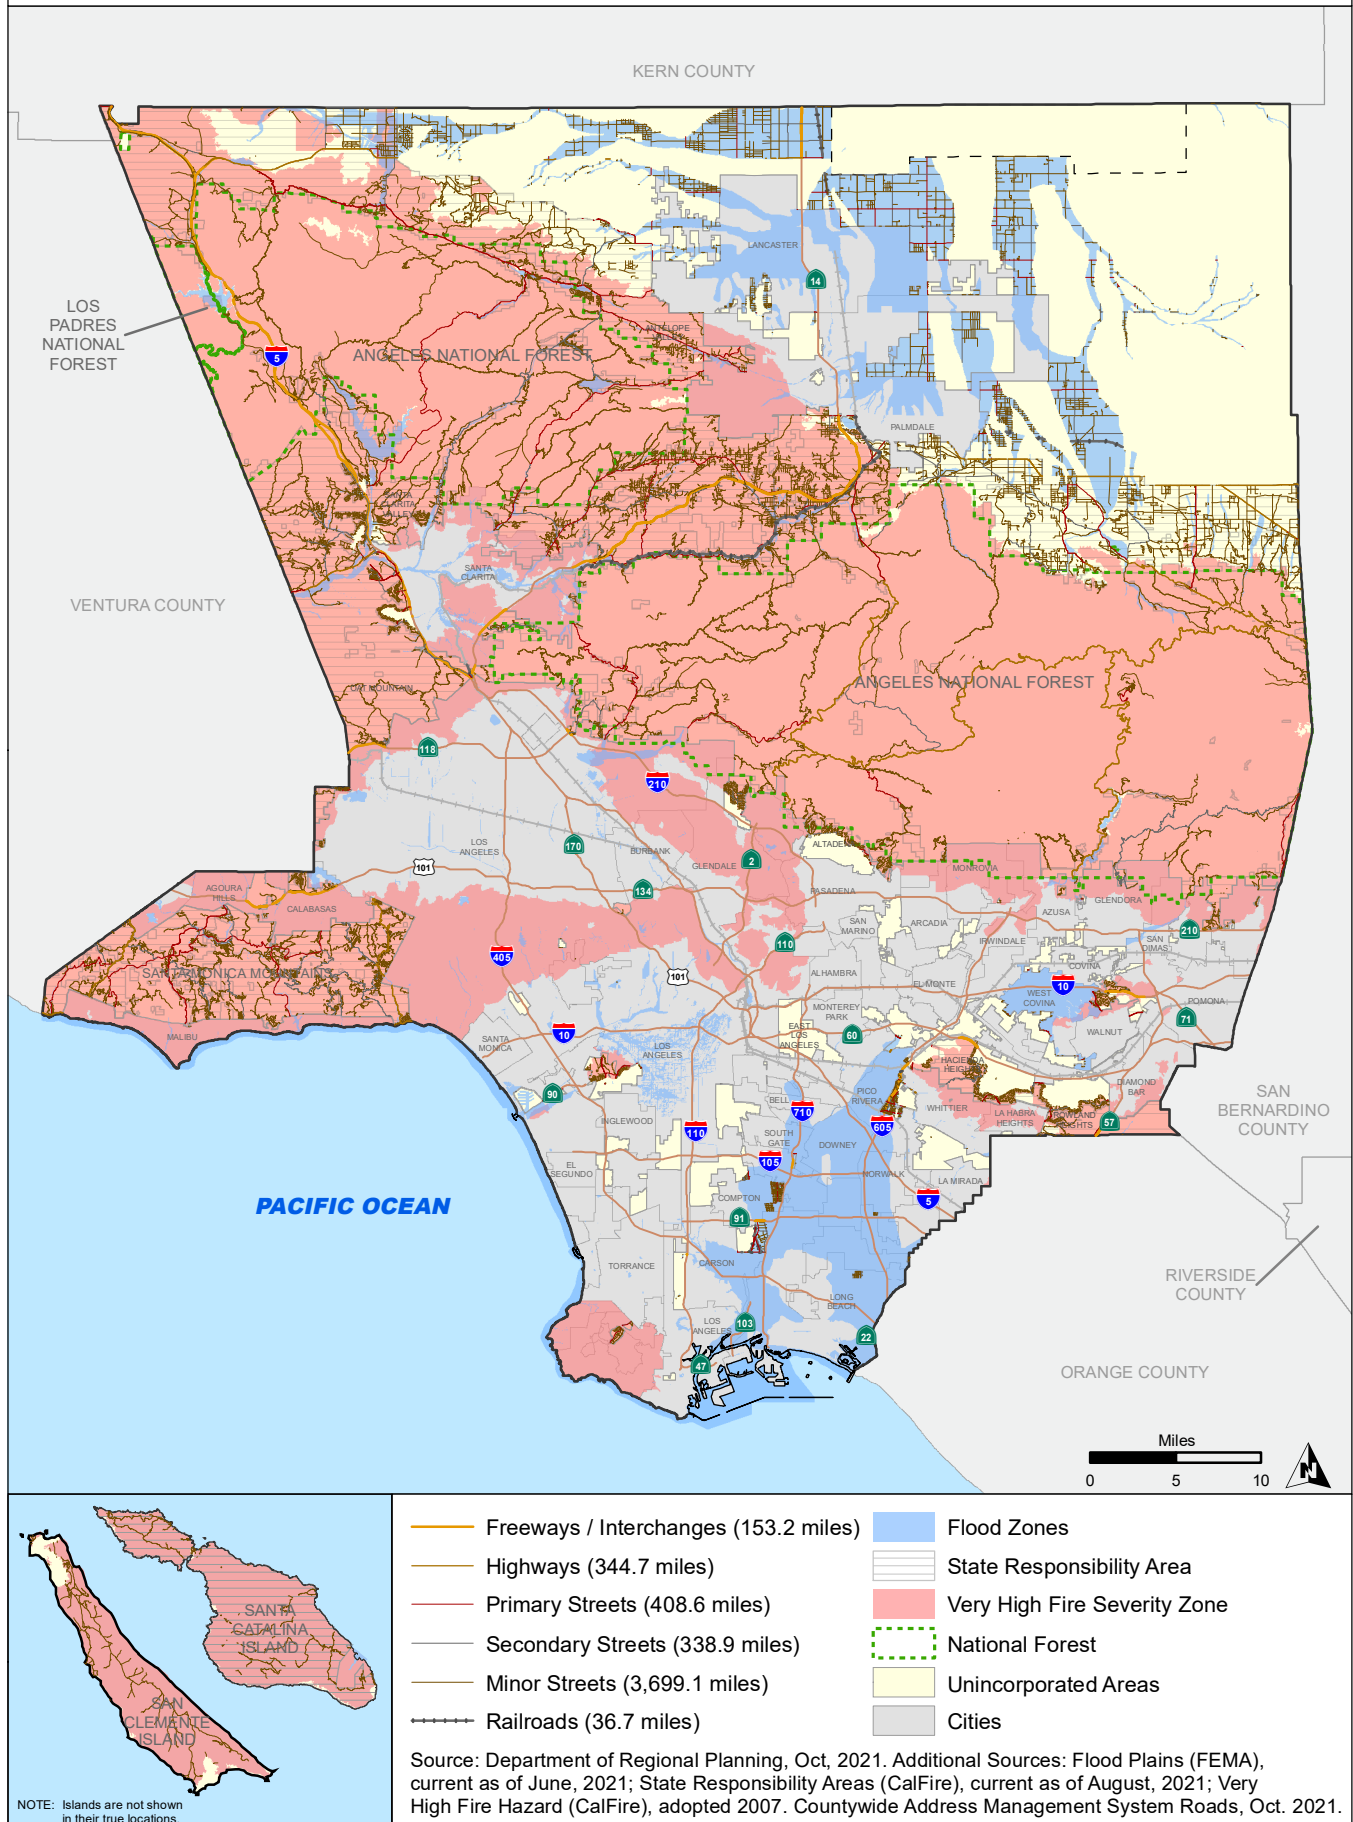 KERN COUNTY
LANCASTER
14
LOS
PADRES
NATIONAL
FOREST
5
ANTELOPE
ANGELES NATIONAL FOREST
PALMDALE
SANTA
CLARITA
VALLEY
SANTA
CLARITA
VENTURA COUNTY
OAT MOUNTAIN
ANGELES NATIONAL FOREST
118
210
LOS
ANGELES
170
BURBANK
GLENDALE
2
ALTADENA
MONROVIA
101
134
PASADENA
AGOURA
HILLS
CALABASAS
SAN
MARINO
ARCADIA
AZUSA
GLENDORA
IRWINDALE
SAN
DIMAS
210
110
405
SANTA MONICA MOUNTAINS
101
ALHAMBRA
EL MONTE
COVINA
WEST
COVINA
10
POMONA
71
MONTEREY
PARK
WALNUT
MALIBU
SANTA
MONICA
10
LOS
ANGELES
EAST
LOS
ANGELES
60
HACIENDA
HEIGHTS
DIAMOND
BAR
90
BELL
710
PICO
RIVERA
WHITTIER
LA HABRA
HEIGHTS
ROWLAND
HEIGHTS
57
SAN
BERNARDINO
COUNTY
INGLEWOOD
110
SOUTH
GATE
605
DOWNEY
105
EL
SEGUNDO
NORWALK
LA MIRADA
5
COMPTON
91
PACIFIC OCEAN
TORRANCE
CARSON
RIVERSIDE
COUNTY
LONG
BEACH
LOS
ANGELES
103
22
47
ORANGE COUNTY
Miles
0 5 10
N
SANTA
CATALINA
ISLAND
SAN
CLEMENTE
ISLAND
NOTE: Islands are not shown
in their true locations.
Freeways / Interchanges (153.2 miles)
Highways (344.7 miles)
Primary Streets (408.6 miles)
Secondary Streets (338.9 miles)
Minor Streets (3,699.1 miles)
Railroads (36.7 miles)
Flood Zones
State Responsibility Area
Very High Fire Severity Zone
National Forest
Unincorporated Areas
Cities
Source: Department of Regional Planning, Oct, 2021. Additional Sources: Flood Plains (FEMA),
current as of June, 2021; State Responsibility Areas (CalFire), current as of August, 2021; Very
High Fire Hazard (CalFire), adopted 2007. Countywide Address Management System Roads, Oct. 2021.